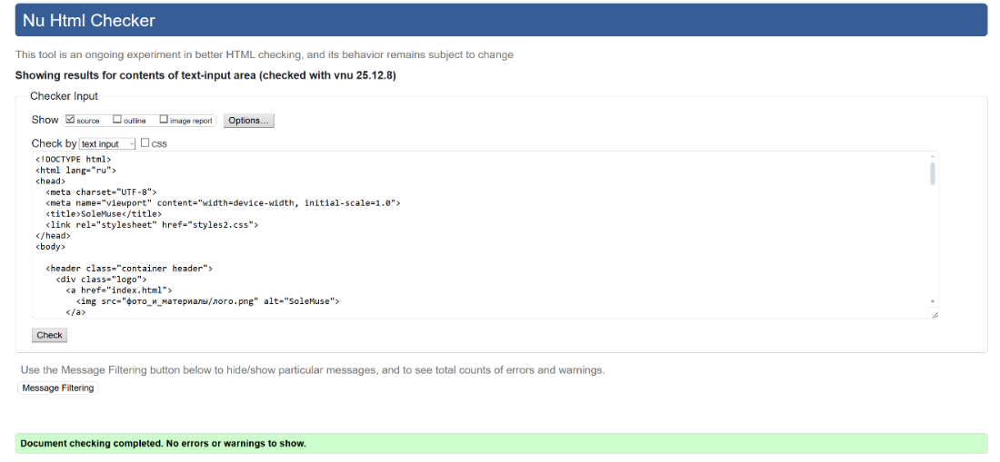 Nu Html Checker
This tool is an ongoing experiment in better HTML checking, and its behavior remains subject to change
Showing results for contents of text-input area (checked with vnu 25.12.8)
Checker Input
Show source outline image report Options...
Check by text input css
<!DOCTYPE html>
<html lang="ru">
<head>
<meta charset="UTF-8">
<meta name="viewport" content="width=device-width, initial-scale=1.0">
<title>SoleMuse</title>
<link rel="stylesheet" href="styles2.css">
</head>
<body>
<header class="container header">
<div class="logo">
<a href="index.html">
<img src="фото_и_материалы/лого.png" alt="SoleMuse">
</a>
Check
Use the Message Filtering button below to hide/show particular messages, and to see total counts of errors and warnings.
Message Filtering
Document checking completed. No errors or warnings to show.